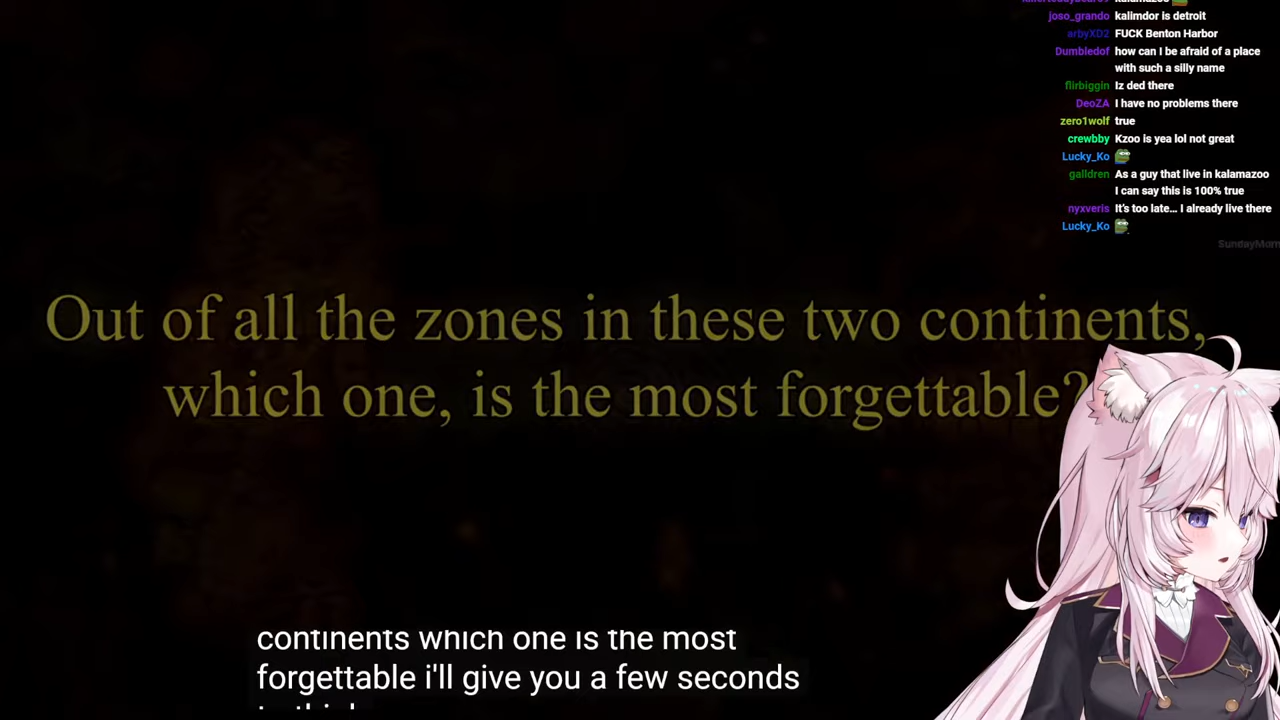 kalamazoo
joso_grando kalimdor is detroit
arbyXD2 FUCK Benton Harbor
Dumbledof how can I be afraid of a place
with such a silly name
flirbiggin Iz ded there
DeoZA I have no problems there
zero1wolf true
crewbby Kzoo is yea lol not great
Lucky_Ko
galldren As a guy that live in kalamazoo
I can say this is 100% true
nyxveris It's too late... I already live there
Lucky_Ko
Out of all the zones in these two continents,
which one, is the most forgettable?
continents which one is the most
forgettable i'll give you a few seconds